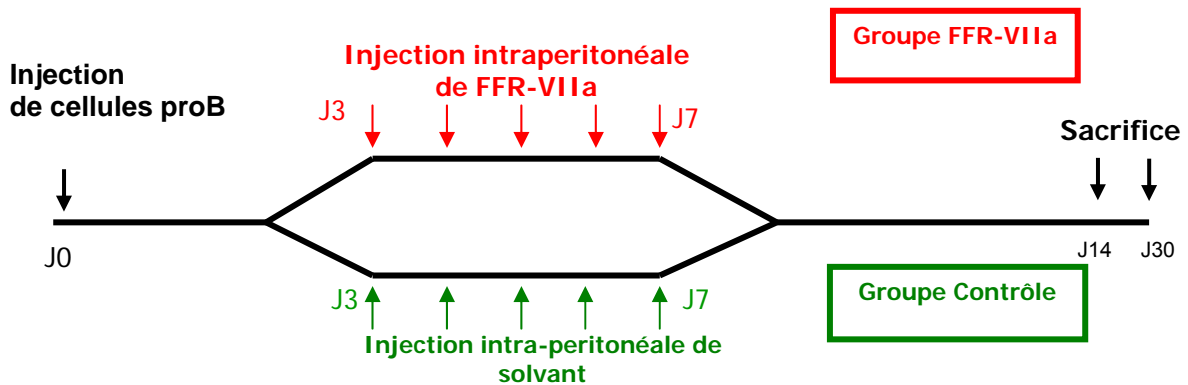 Groupe FFR-VIIa
Injection intraperitonéale
de FFR-VIIa
Injection
de cellules proB
J3
J7
Sacrifice
J0
J14
J30
J3
J7
Groupe Contrôle
Injection intra-peritonéale de
solvant